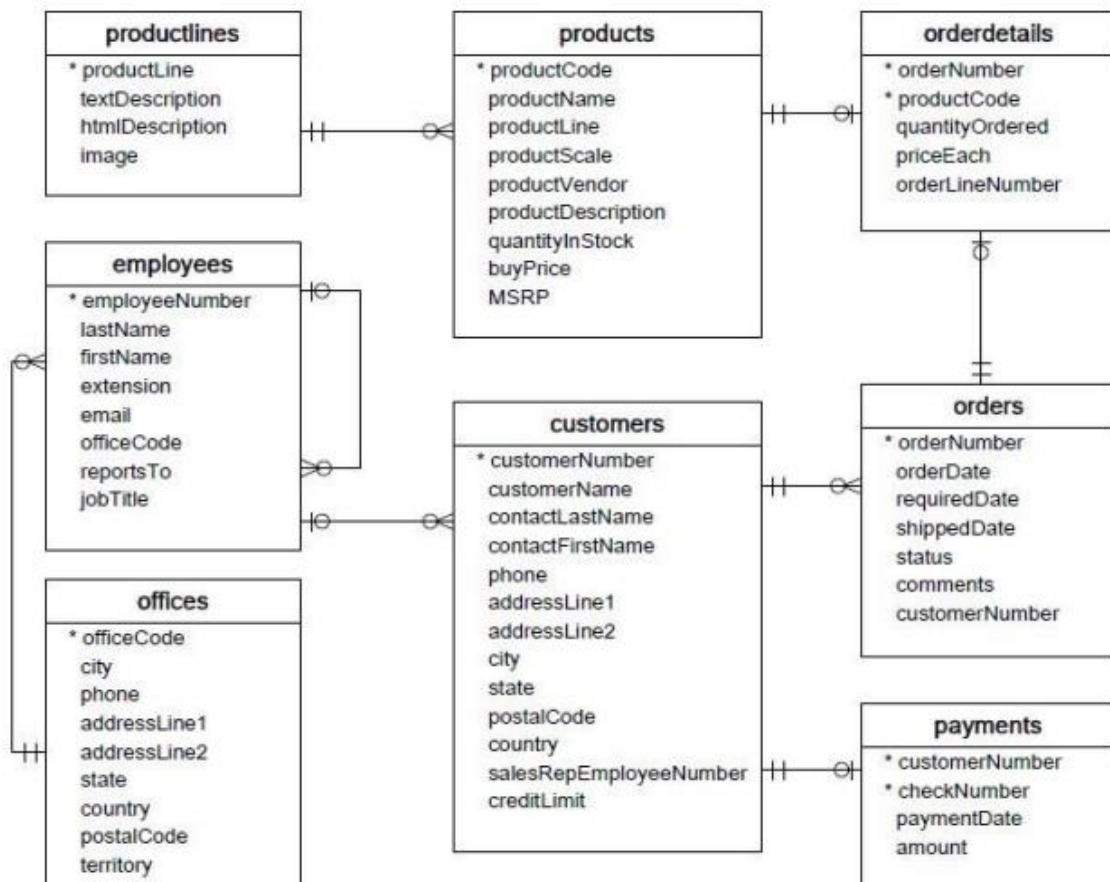 productlines
* productLine
textDescription
htmlDescription
image
products
* productCode
productName
productLine
productScale
productVendor
productDescription
quantityInStock
buyPrice
MSRP
orderdetails
* orderNumber
* productCode
quantityOrdered
priceEach
orderLineNumber
employees
* employeeNumber
lastName
firstName
extension
email
officeCode
reportsTo
jobTitle
customers
* customerNumber
customerName
contactLastName
contactFirstName
phone
addressLine1
addressLine2
city
state
postalCode
country
salesRepEmployeeNumber
creditLimit
orders
* orderNumber
orderDate
requiredDate
shippedDate
status
comments
customerNumber
offices
* officeCode
city
phone
addressLine1
addressLine2
state
country
postalCode
territory
payments
* customerNumber
* checkNumber
paymentDate
amount